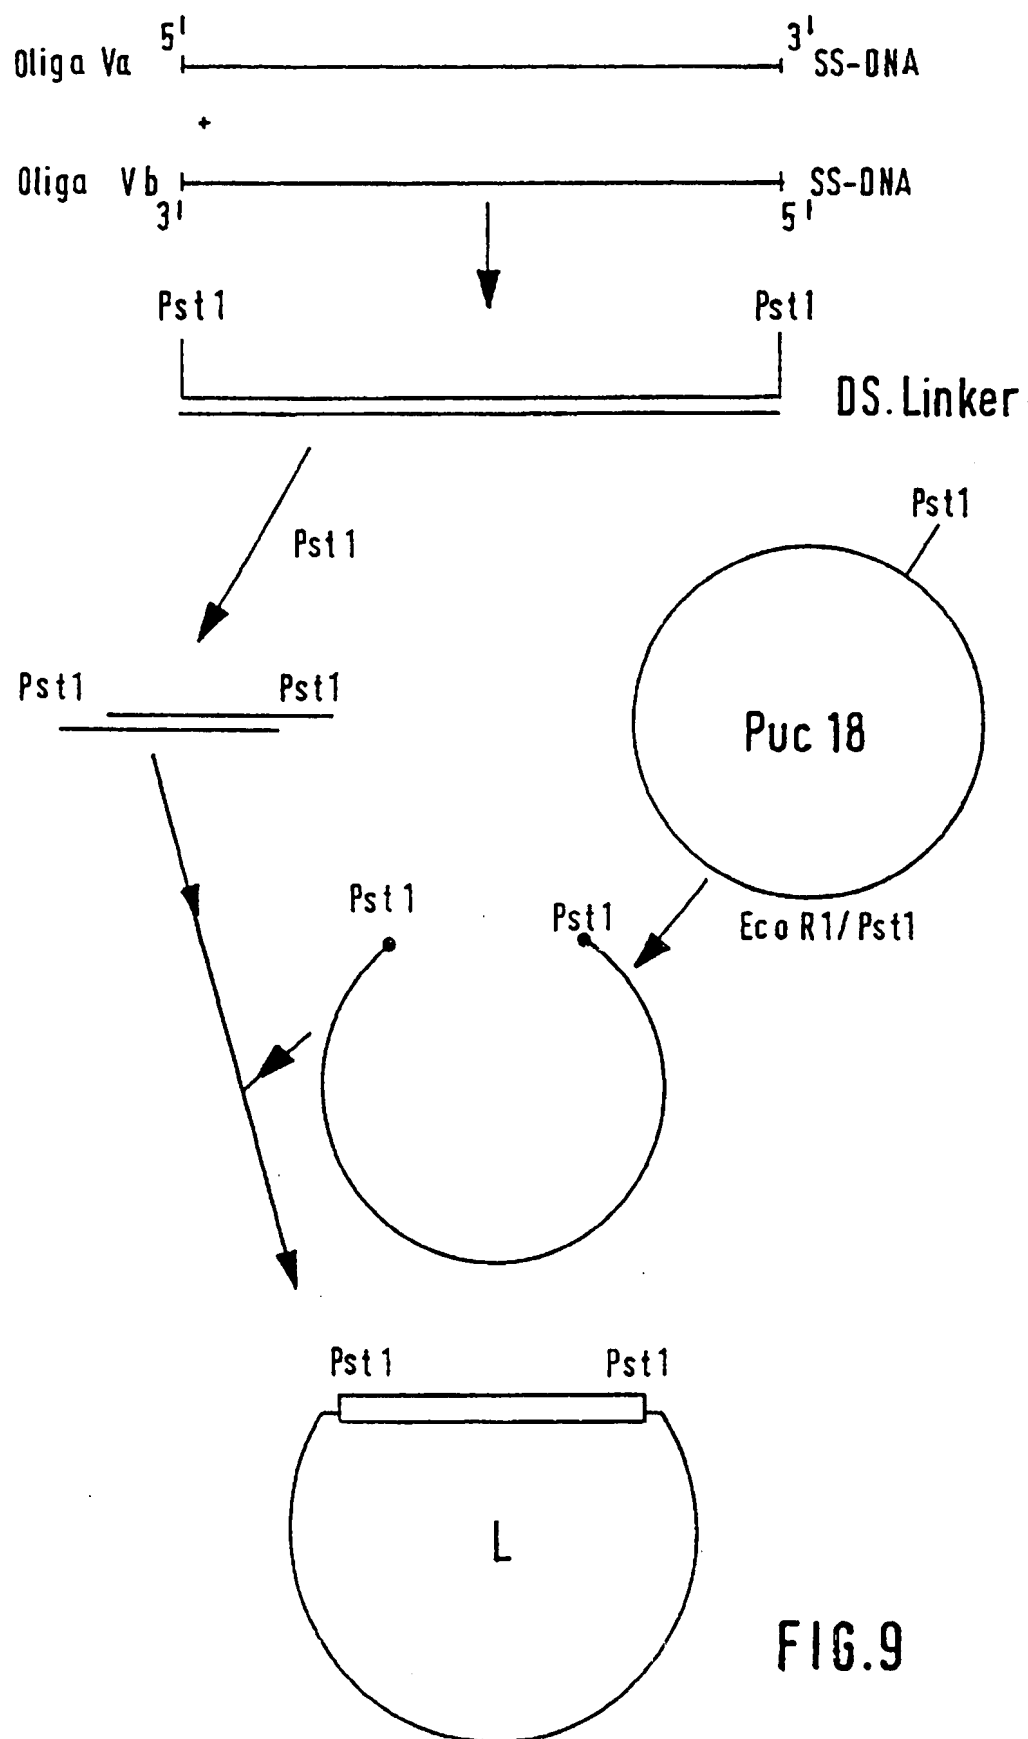 5' 3'
Oliga Va SS-DNA
+
Oliga Vb SS-DNA
3' 5'
Pst1 Pst1
DS.Linker
Pst1
Pst1
Pst1 Pst1
Puc 18
Pst1 Pst1
Eco R1/Pst1
Pst1 Pst1
L
FIG.9